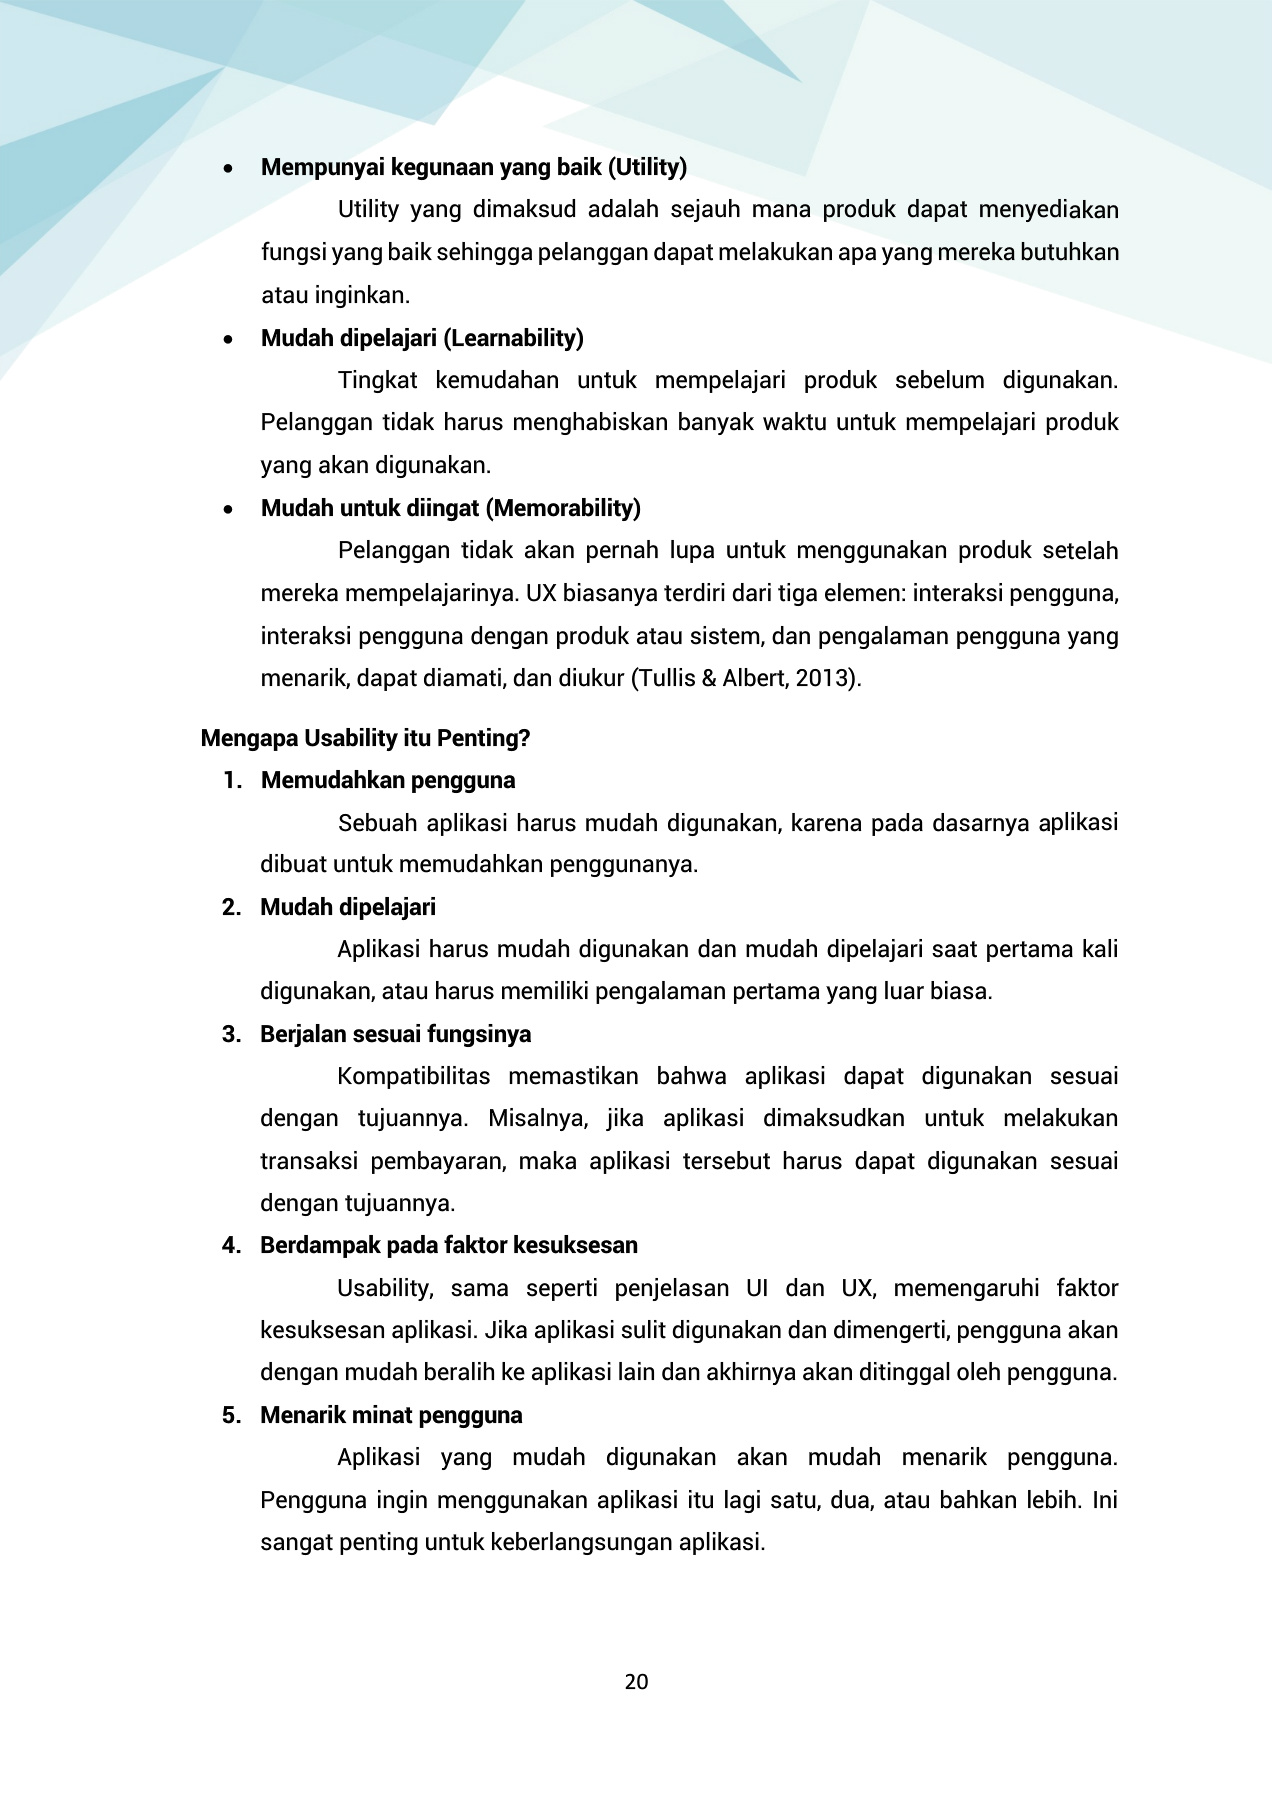 • Mempunyai kegunaan yang baik (Utility)
Utility yang dimaksud adalah sejauh mana produk dapat menyediakan
fungsi yang baik sehingga pelanggan dapat melakukan apa yang mereka butuhkan
atau inginkan.
• Mudah dipelajari (Learnability)
Tingkat kemudahan untuk mempelajari produk sebelum digunakan.
Pelanggan tidak harus menghabiskan banyak waktu untuk mempelajari produk
yang akan digunakan.
• Mudah untuk diingat (Memorability)
Pelanggan tidak akan pernah lupa untuk menggunakan produk setelah
mereka mempelajarinya. UX biasanya terdiri dari tiga elemen: interaksi pengguna,
interaksi pengguna dengan produk atau sistem, dan pengalaman pengguna yang
menarik, dapat diamati, dan diukur (Tullis & Albert, 2013).
Mengapa Usability itu Penting?
1. Memudahkan pengguna
Sebuah aplikasi harus mudah digunakan, karena pada dasarnya aplikasi
dibuat untuk memudahkan penggunanya.
2. Mudah dipelajari
Aplikasi harus mudah digunakan dan mudah dipelajari saat pertama kali
digunakan, atau harus memiliki pengalaman pertama yang luar biasa.
3. Berjalan sesuai fungsinya
Kompatibilitas memastikan bahwa aplikasi dapat digunakan sesuai
dengan tujuannya. Misalnya, jika aplikasi dimaksudkan untuk melakukan
transaksi pembayaran, maka aplikasi tersebut harus dapat digunakan sesuai
dengan tujuannya.
4. Berdampak pada faktor kesuksesan
Usability, sama seperti penjelasan UI dan UX, memengaruhi faktor
kesuksesan aplikasi. Jika aplikasi sulit digunakan dan dimengerti, pengguna akan
dengan mudah beralih ke aplikasi lain dan akhirnya akan ditinggal oleh pengguna.
5. Menarik minat pengguna
Aplikasi yang mudah digunakan akan mudah menarik pengguna.
Pengguna ingin menggunakan aplikasi itu lagi satu, dua, atau bahkan lebih. Ini
sangat penting untuk keberlangsungan aplikasi.
20